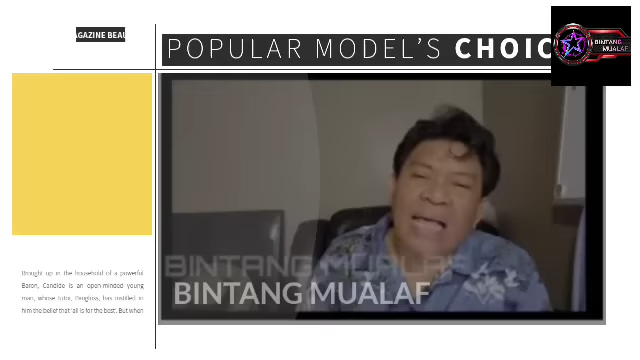 AGAZINE BEAU
POPULAR MODEL'S CHOIC
BINTANG
MUALAF
BINTANG MUALAF
BINTANG MUALAF
Brought up in the household of a powerful
Baron, Candide is an open-minded young
man, whose tutor, Pangloss, has instilled in
him the belief that 'all is for the best'. But when